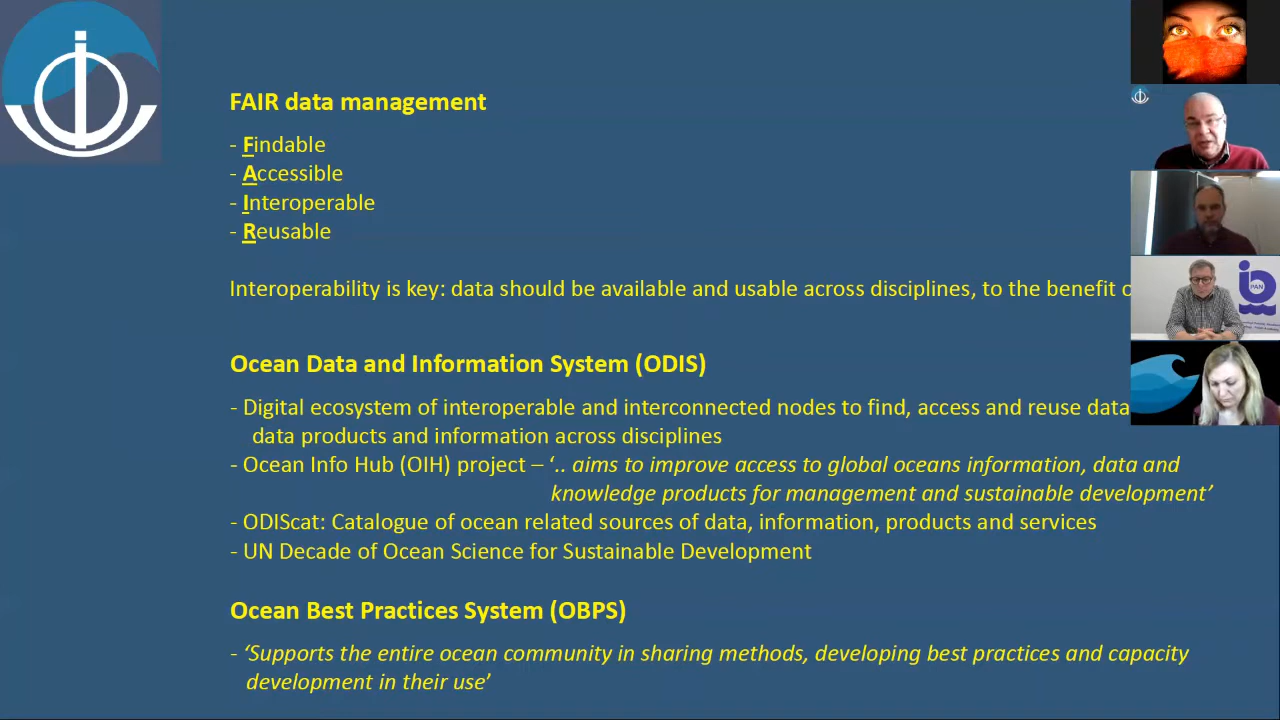 FAIR data management
- Findable
- Accessible
- Interoperable
- Reusable
Interoperability is key: data should be available and usable across disciplines, to the benefit
Ocean Data and Information System (ODIS)
- Digital ecosystem of interoperable and interconnected nodes to find, access and reuse data
data products and information across disciplines
- Ocean Info Hub (OIH) project – ‘.. aims to improve access to global oceans information, data and
knowledge products for management and sustainable development’
- ODIScat: Catalogue of ocean related sources of data, information, products and services
- UN Decade of Ocean Science for Sustainable Development
Ocean Best Practices System (OBPS)
- ‘Supports the entire ocean community in sharing methods, developing best practices and capacity
development in their use’
PAN